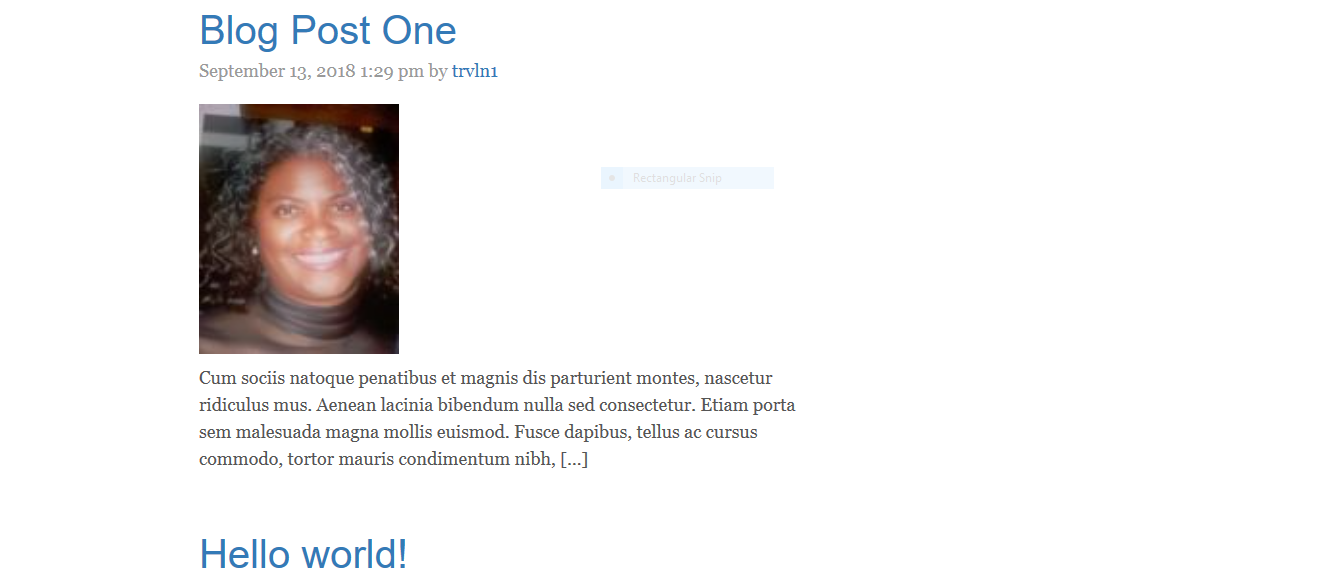 Blog Post One
September 13, 2018 1:29 pm by trvln1
Rectangular Snip
Cum sociis natoque penatibus et magnis dis parturient montes, nascetur
ridiculus mus. Aenean lacinia bibendum nulla sed consectetur. Etiam porta
sem malesuada magna mollis euismod. Fusce dapibus, tellus ac cursus
commodo, tortor mauris condimentum nibh, [...]
Hello world!